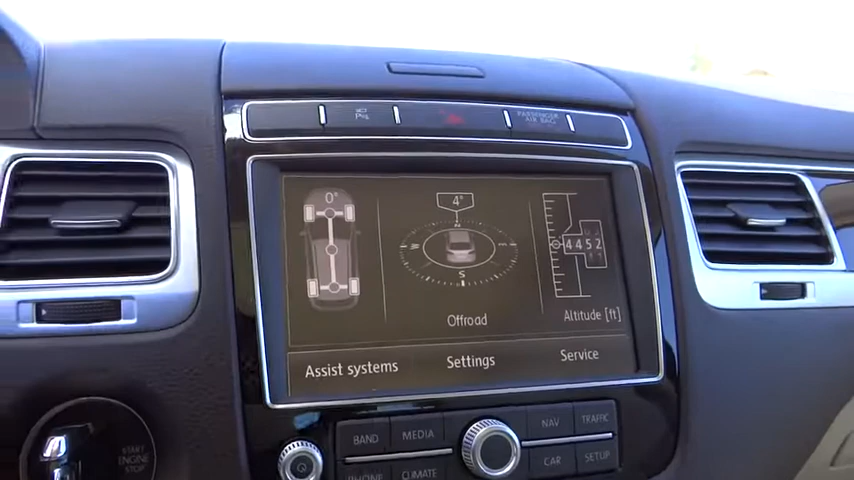 P
PASSENGER
AIR BAG
0°
4°
N
W
S
4452
Offroad
Altitude [ft]
Assist systems
Settings
Service
BAND
MEDIA
NAV
TRAFFIC
PHONE
CLIMATE
CAR
SETUP
START
ENGINE
STOP